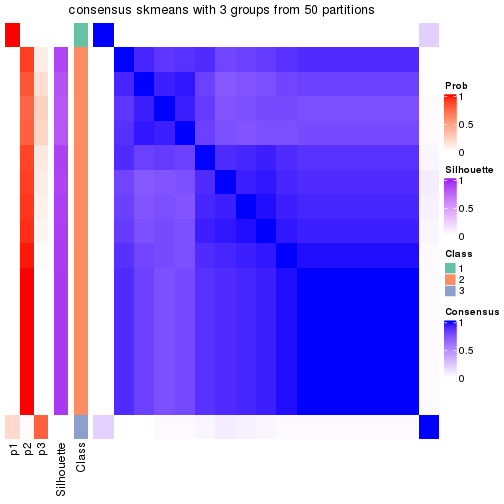 consensus skmeans with 3 groups from 50 partitions
Prob
1
0.5
0
Silhouette
1
0.5
0
Class
1
2
3
Consensus
1
0.5
0
p1
p2
p3
Silhouette
Class